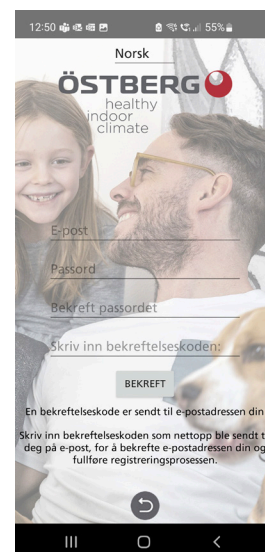 12:50
55%
Norsk
ÖSTBERG
healthy
indoor
climate
E-post
Passord
Bekreft passordet
Skriv inn bekreftelseskoden:
BEKREFT
En bekreftelseskode er sendt til e-postadressen din
Skriv inn bekreftelseskoden som nettopp ble sendt t
deg på e-post, for å bekrefte e-postadressen din og
fullføre registreringsprosessen.